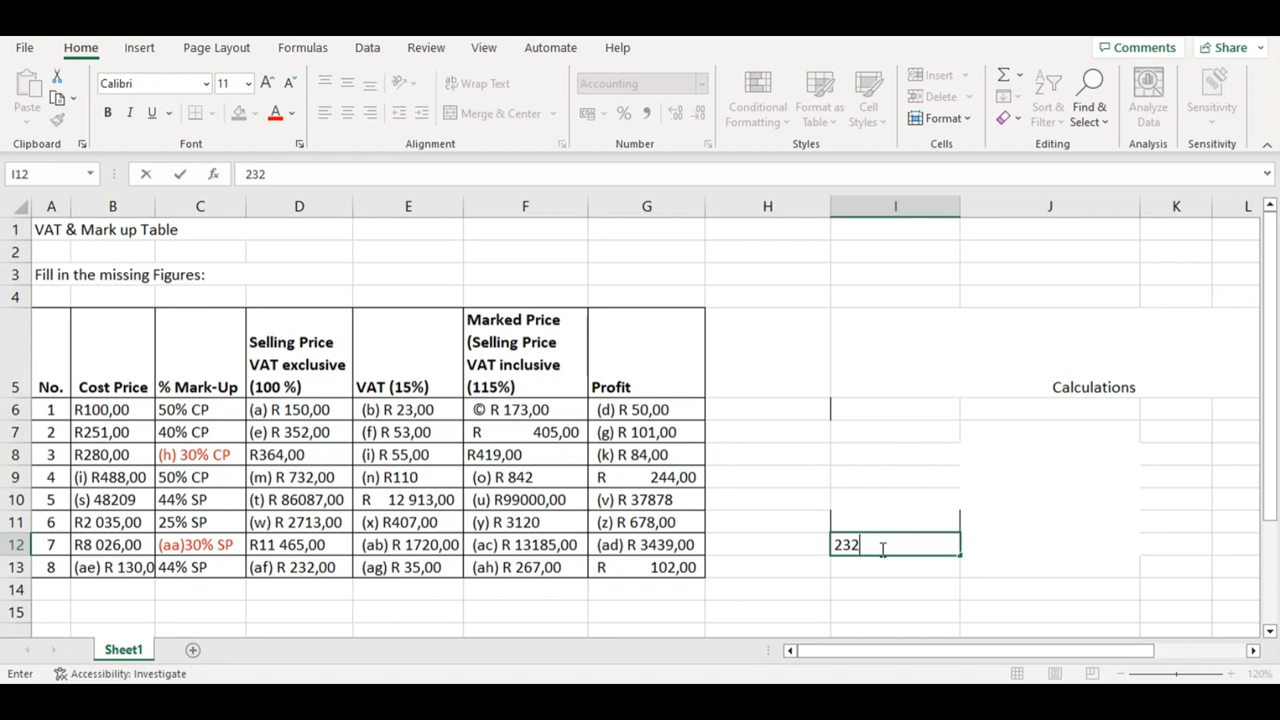 File Home Insert Page Layout Formulas Data Review View Automate Help Comments Share
Calibri 11 Wrap Text Accounting Insert Σ
Paste Conditional Format as Cell Delete Sort & Find & Analyze Sensitivity
B I U A Merge & Center % Formatting Table Styles Format Filter Select Data
Clipboard Font Alignment Number Styles Cells Editing Analysis Sensitivity
I12 fx 232
A B C D E F G H I J K L
1 VAT & Mark up Table
2
3 Fill in the missing Figures:
4
5 No. Cost Price % Mark-Up Selling Price VAT exclusive (100 %) VAT (15%) Marked Price (Selling Price VAT inclusive (115%) Profit Calculations
6 1 R100,00 50% CP (a) R 150,00 (b) R 23,00 © R 173,00 (d) R 50,00
7 2 R251,00 40% CP (e) R 352,00 (f) R 53,00 R 405,00 (g) R 101,00
8 3 R280,00 (h) 30% CP R364,00 (i) R 55,00 R419,00 (k) R 84,00
9 4 (i) R488,00 50% CP (m) R 732,00 (n) R110 (o) R 842 R 244,00
10 5 (s) 48209 44% SP (t) R 86087,00 R 12 913,00 (u) R99000,00 (v) R 37878
11 6 R2 035,00 25% SP (w) R 2713,00 (x) R407,00 (y) R 3120 (z) R 678,00
12 7 R8 026,00 (aa)30% SP R11 465,00 (ab) R 1720,00 (ac) R 13185,00 (ad) R 3439,00 232
13 8 (ae) R 130,0 44% SP (af) R 232,00 (ag) R 35,00 (ah) R 267,00 R 102,00
14
15
Sheet1
Enter Accessibility: Investigate 120%